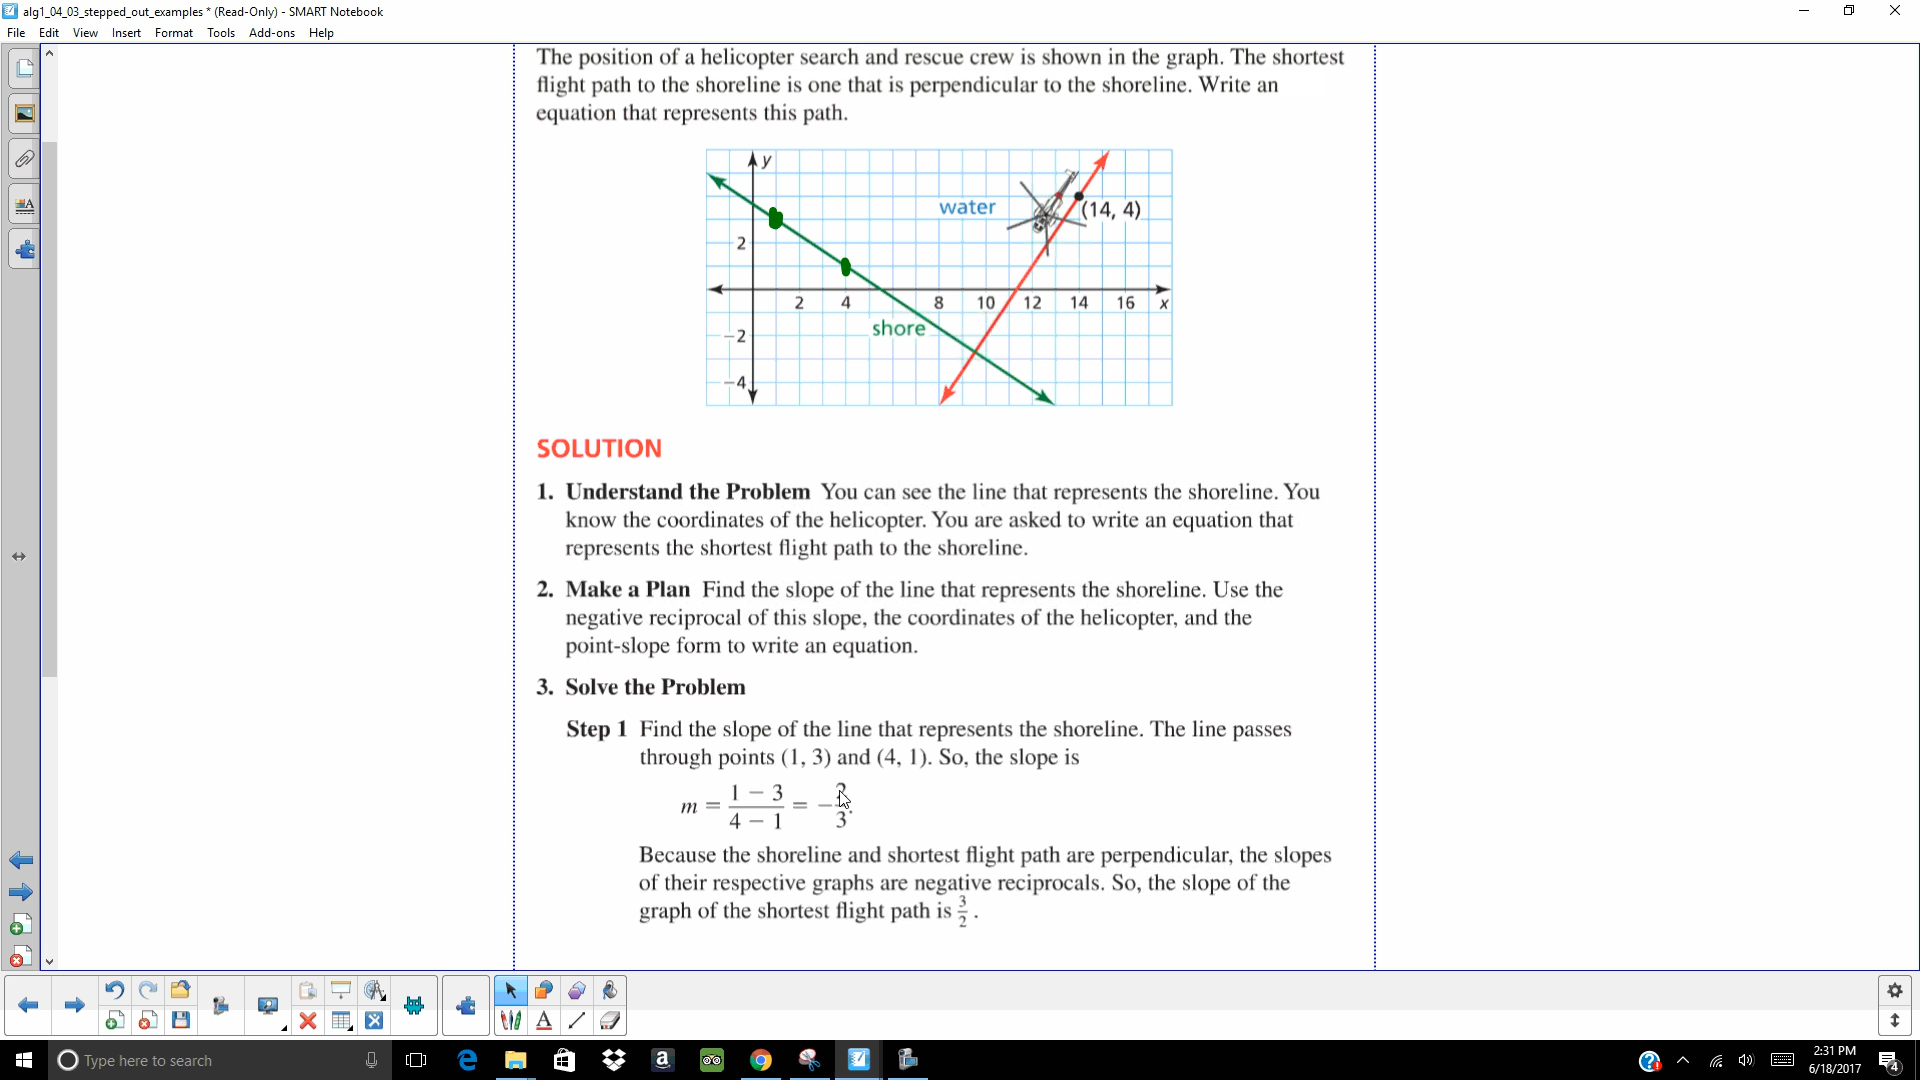 alg1_04_03_stepped_out_examples * (Read-Only) - SMART Notebook
File Edit View Insert Format Tools Add-ons Help
The position of a helicopter search and rescue crew is shown in the graph. The shortest
flight path to the shoreline is one that is perpendicular to the shoreline. Write an
equation that represents this path.
y
water
(14, 4)
2
2 4 8 10 12 14 16 x
shore
−2
−4
SOLUTION
1. Understand the Problem You can see the line that represents the shoreline. You
know the coordinates of the helicopter. You are asked to write an equation that
represents the shortest flight path to the shoreline.
2. Make a Plan Find the slope of the line that represents the shoreline. Use the
negative reciprocal of this slope, the coordinates of the helicopter, and the
point-slope form to write an equation.
3. Solve the Problem
Step 1 Find the slope of the line that represents the shoreline. The line passes
through points (1, 3) and (4, 1). So, the slope is
m = (1 − 3)/(4 − 1) = −2/3.
Because the shoreline and shortest flight path are perpendicular, the slopes
of their respective graphs are negative reciprocals. So, the slope of the
graph of the shortest flight path is 3/2.
Type here to search
2:31 PM
6/18/2017
4